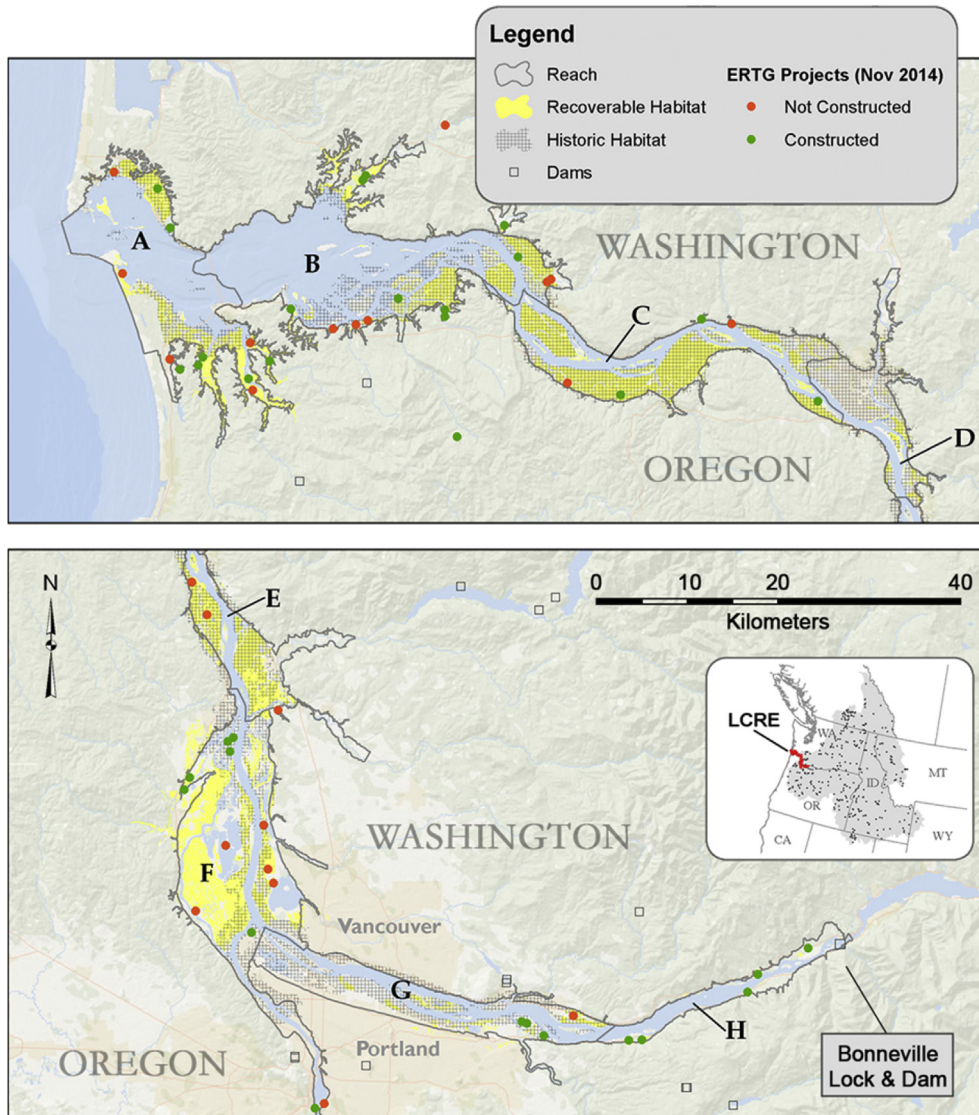 Legend
Reach
Recoverable Habitat
Historic Habitat
Dams
ERTG Projects (Nov 2014)
Not Constructed
Constructed
A
B
C
D
WASHINGTON
OREGON
N
E
0 10 20 40
Kilometers
LCRE
WA
MT
ID
OR
WY
CA
WASHINGTON
F
Vancouver
G
H
Portland
OREGON
Bonneville
Lock & Dam